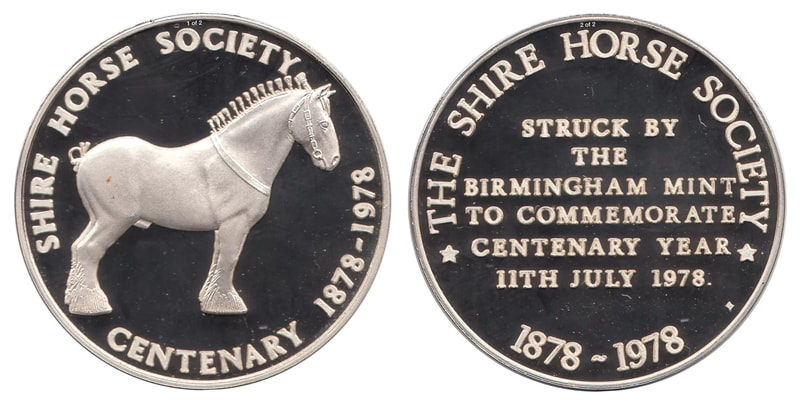 1 of 2
SHIRE HORSE SOCIETY
CENTENARY 1878-1978
2 of 2
THE SHIRE HORSE SOCIETY
STRUCK BY
THE
BIRMINGHAM MINT
TO COMMEMORATE
CENTENARY YEAR
11TH JULY 1978.
1878~1978